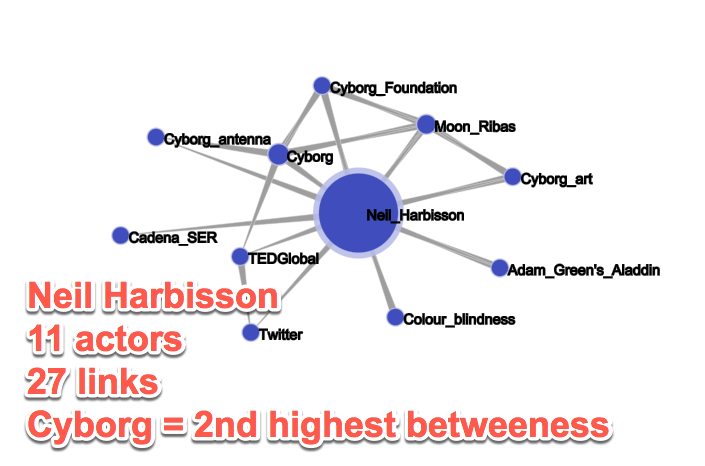 Cyborg_Foundation
Moon_Ribas
Cyborg_antenna
Cyborg
Cyborg_art
Neil_Harbisson
Cadena_SER
TEDGlobal
Adam_Green's_Aladdin
Colour_blindness
Twitter
Neil Harbisson
11 actors
27 links
Cyborg = 2nd highest betweeness